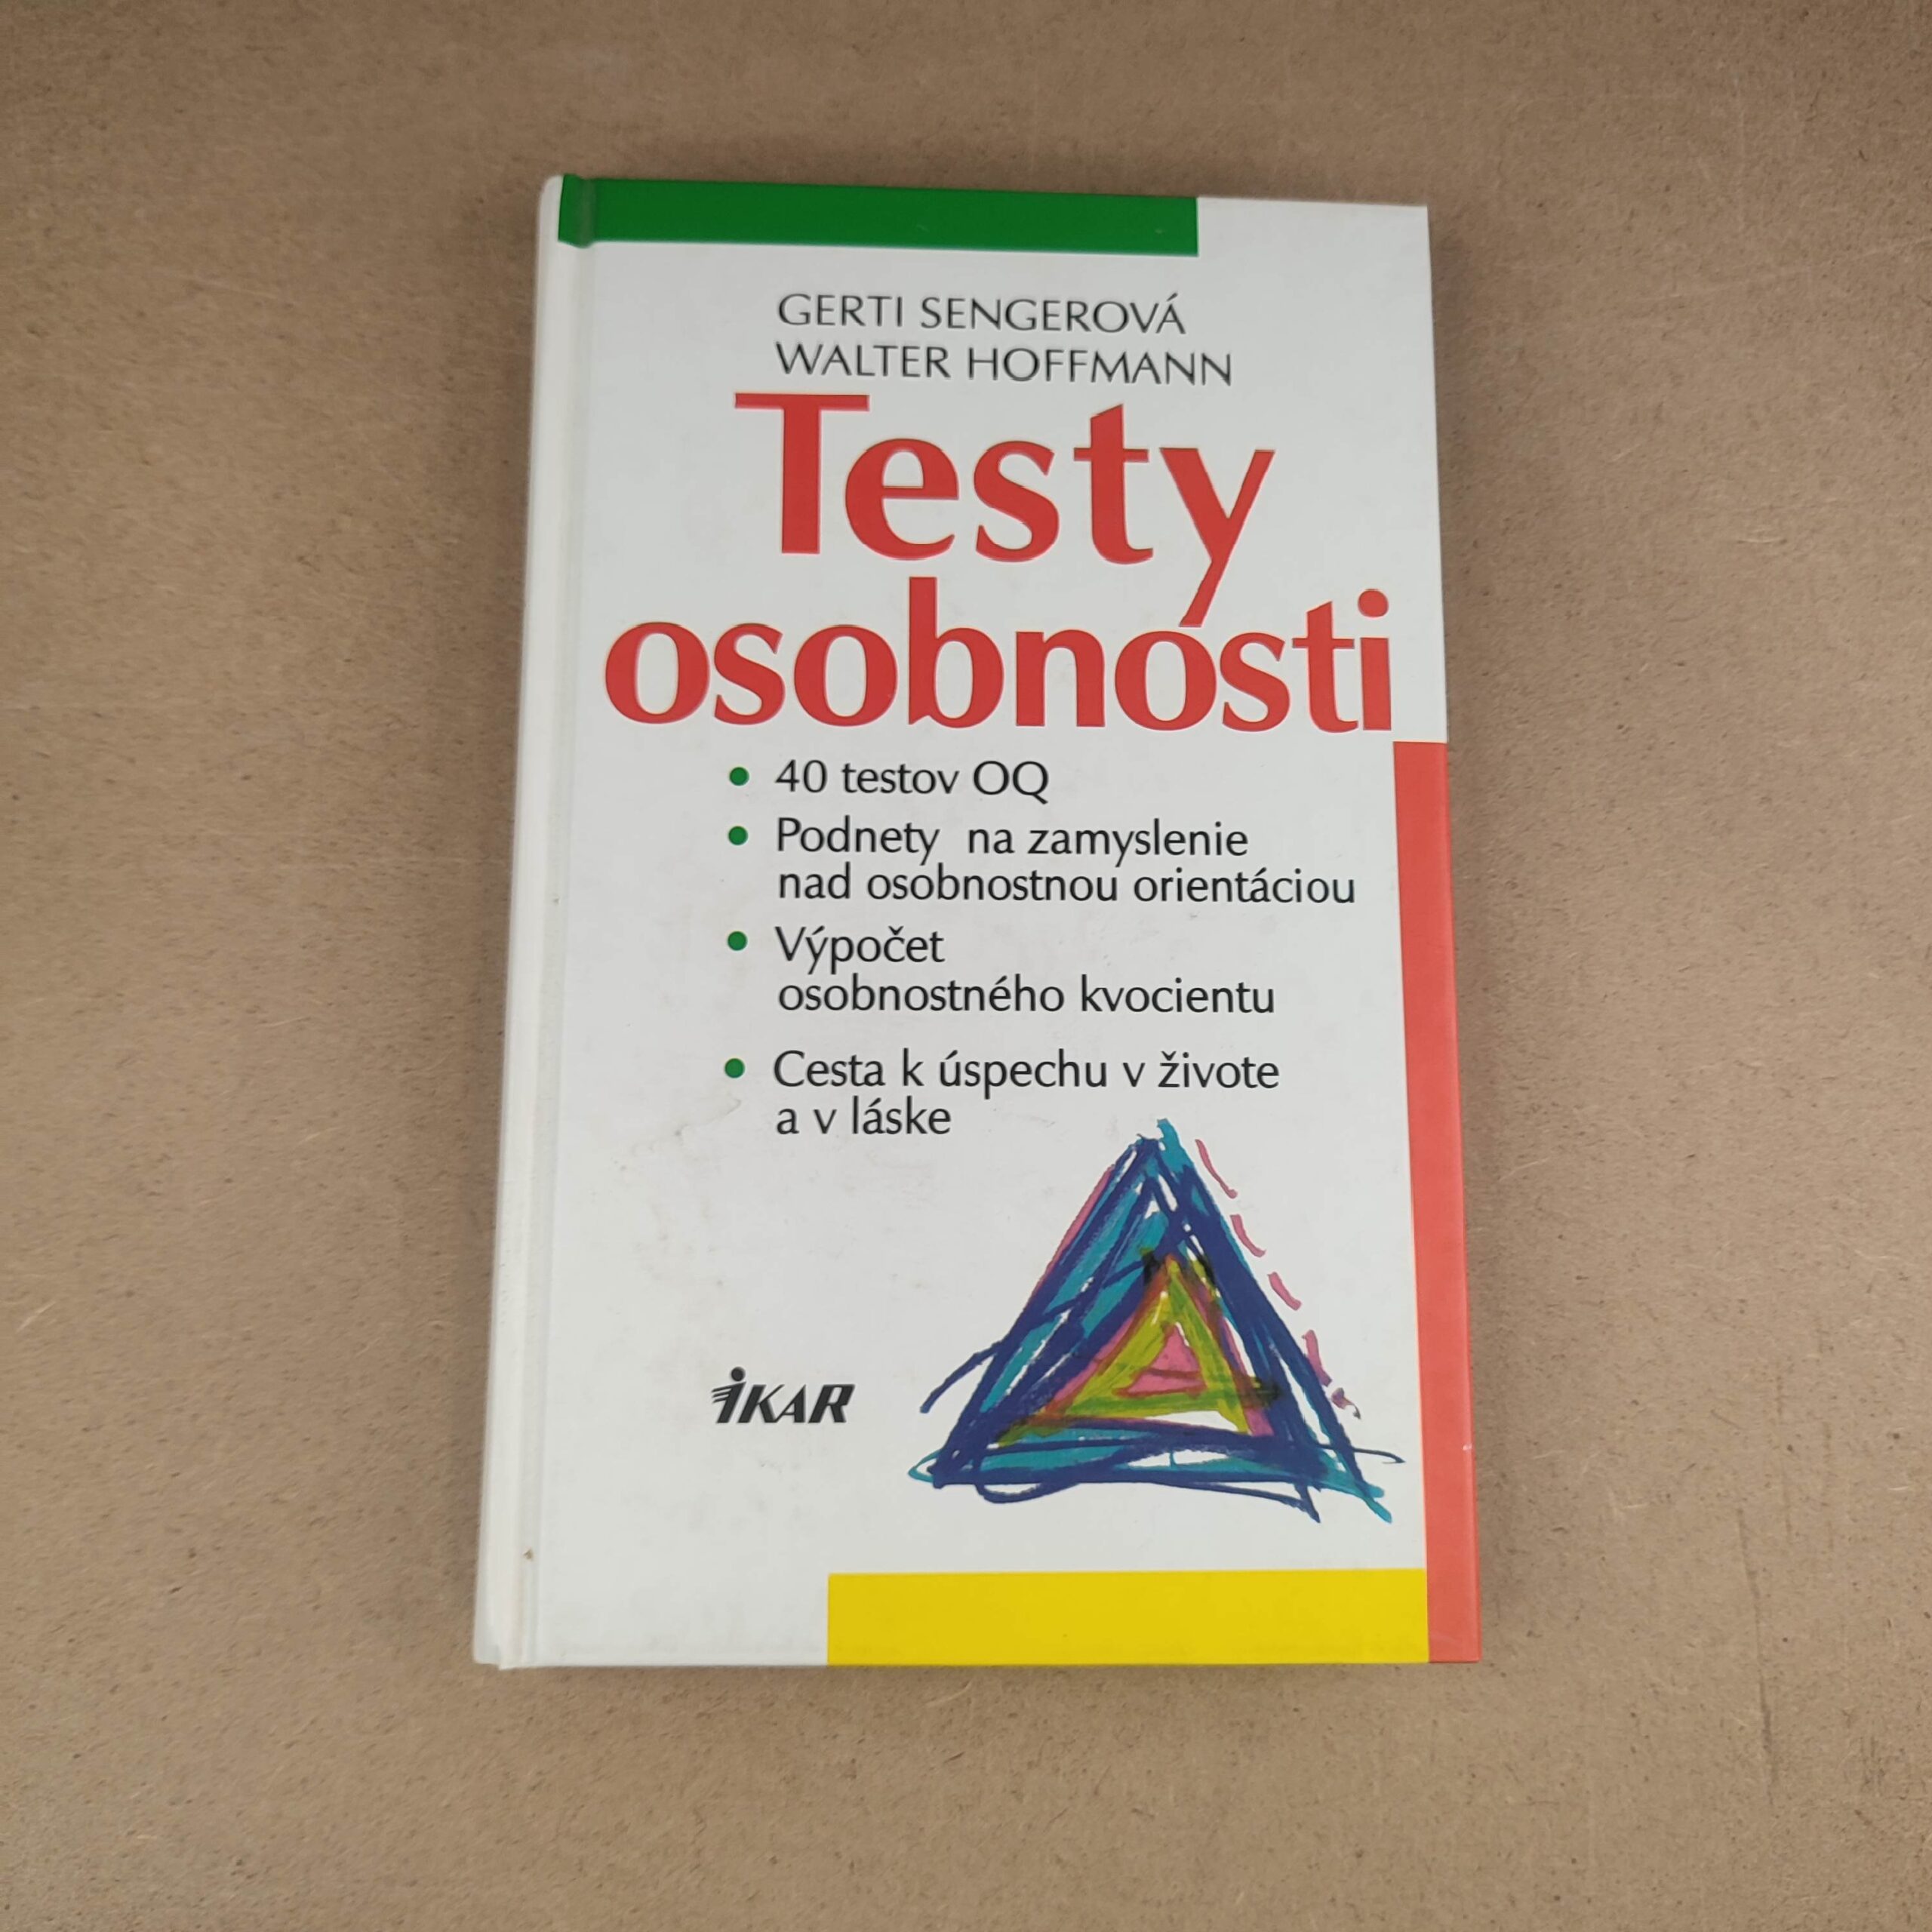 GERTI SENGEROVÁ
WALTER HOFFMANN
Testy
osobnosti
• 40 testov OQ
• Podnety na zamyslenie
nad osobnostnou orientáciou
• Výpočet
osobnostného kvocientu
• Cesta k úspechu v živote
a v láske
IKAR